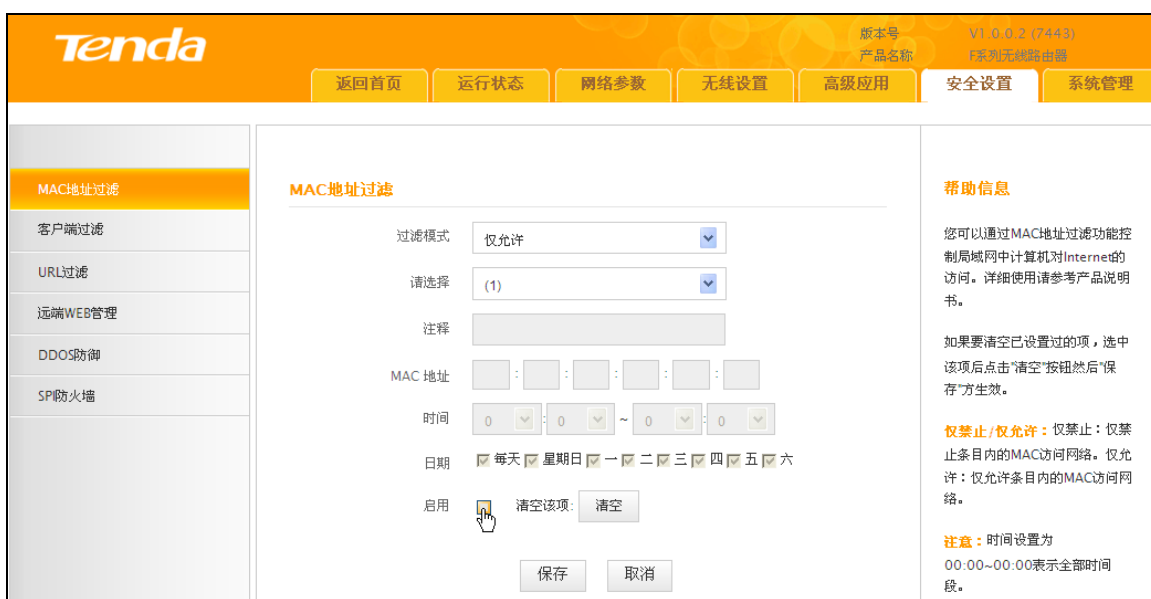 Tenda
版本号 V1.0.0.2 (7443)
产品名称 F系列无线路由器
返回首页 运行状态 网络参数 无线设置 高级应用 安全设置 系统管理
MAC地址过滤
客户端过滤
URL过滤
远端WEB管理
DDOS防御
SPI防火墙
MAC地址过滤
过滤模式 仅允许
请选择 (1)
注释
MAC 地址 : : : : :
时间 0 : 0 ~ 0 : 0
日期 每天 星期日 一 二 三 四 五 六
启用 清空该项: 清空
保存 取消
帮助信息
您可以通过MAC地址过滤功能控
制局域网中计算机对Internet的
访问。详细使用请参考产品说明
书。
如果要清空已设置过的项，选中
该项后点击"清空"按钮然后"保
存"方生效。
仅禁止/仅允许：仅禁止：仅禁
止条目内的MAC访问网络。仅允
许：仅允许条目内的MAC访问网
络。
注意：时间设置为
00:00~00:00表示全部时间
段。